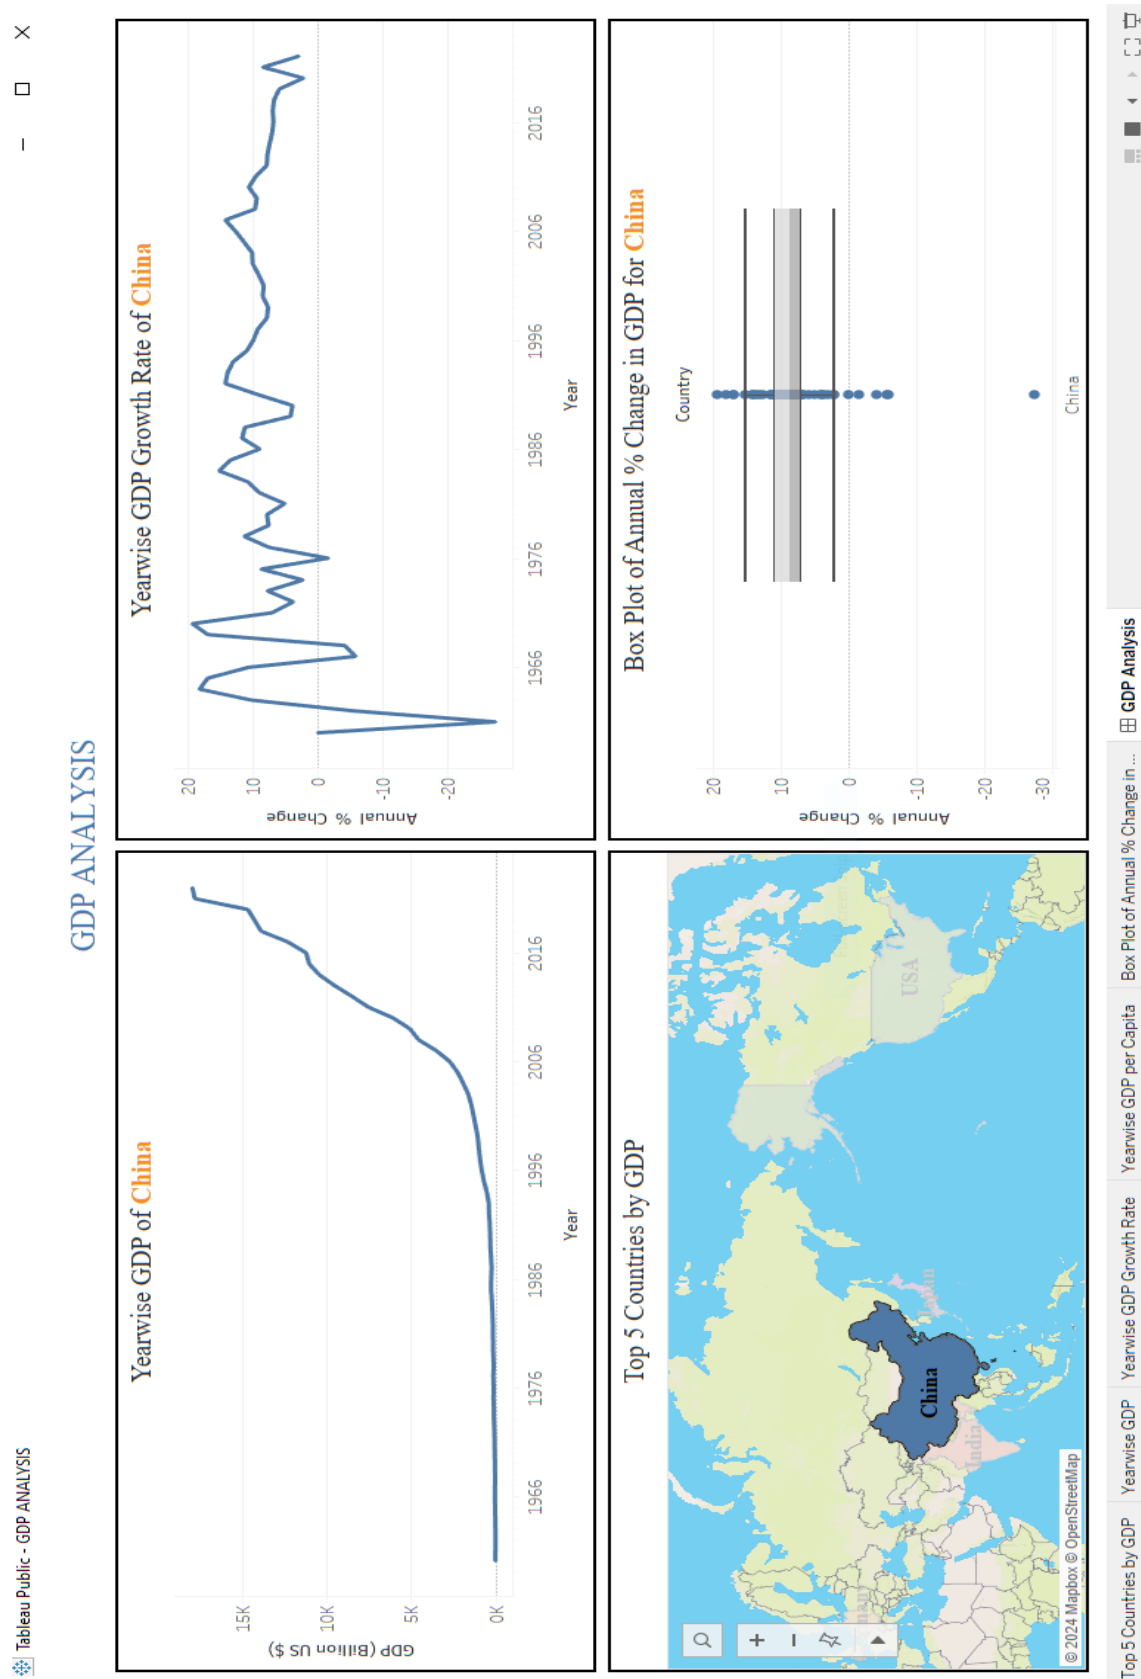 Tableau Public - GDP ANALYSIS
GDP ANALYSIS
Yearwise GDP of China
15K
10K
5K
0K
GDP (Billion US $)
1966
1976
1986
1996
2006
2016
Year
Yearwise GDP Growth Rate of China
20
10
0
-10
-20
Annual % Change
1966
1976
1986
1996
2006
2016
Year
Top 5 Countries by GDP
USA
Japan
China
India
© 2024 Mapbox © OpenStreetMap
Box Plot of Annual % Change in GDP for China
Country
20
10
0
-10
-20
-30
Annual % Change
China
Top 5 Countries by GDP
Yearwise GDP
Yearwise GDP Growth Rate
Yearwise GDP per Capita
Box Plot of Annual % Change in ...
GDP Analysis